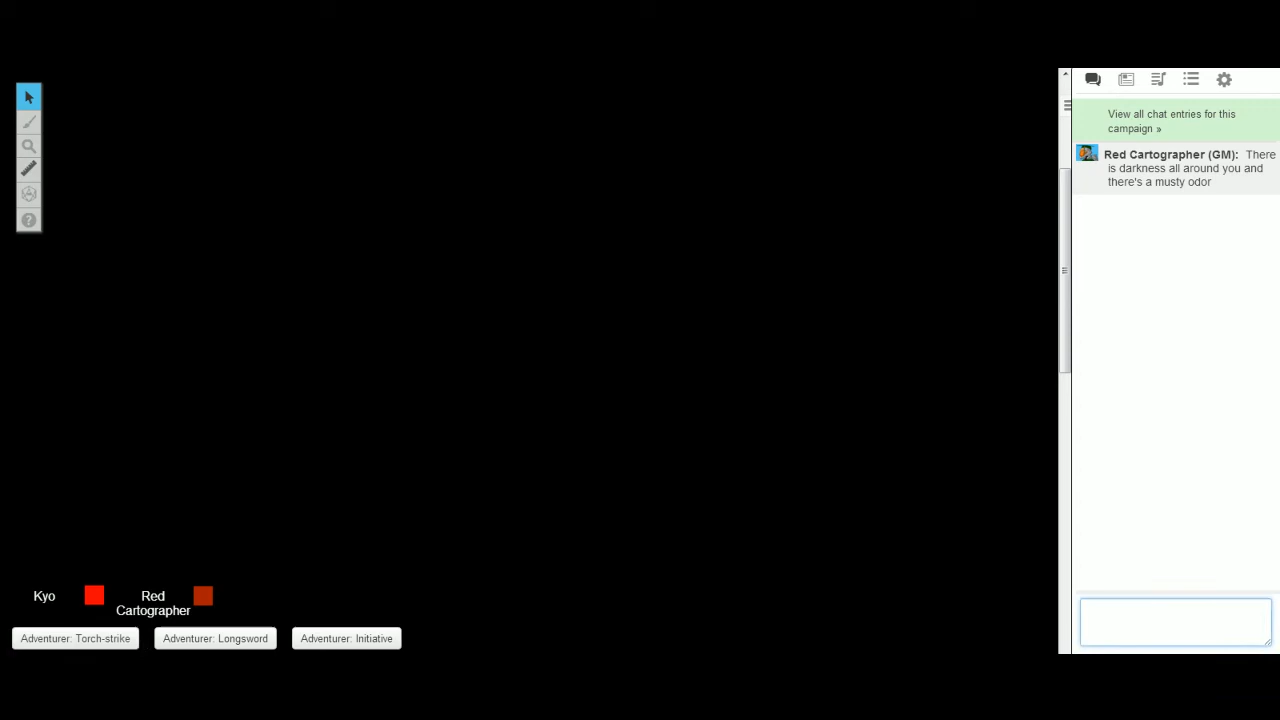 View all chat entries for this
campaign »
Red Cartographer (GM): There
is darkness all around you and
there's a musty odor
Kyo
Red
Cartographer
Adventurer: Torch-strike
Adventurer: Longsword
Adventurer: Initiative